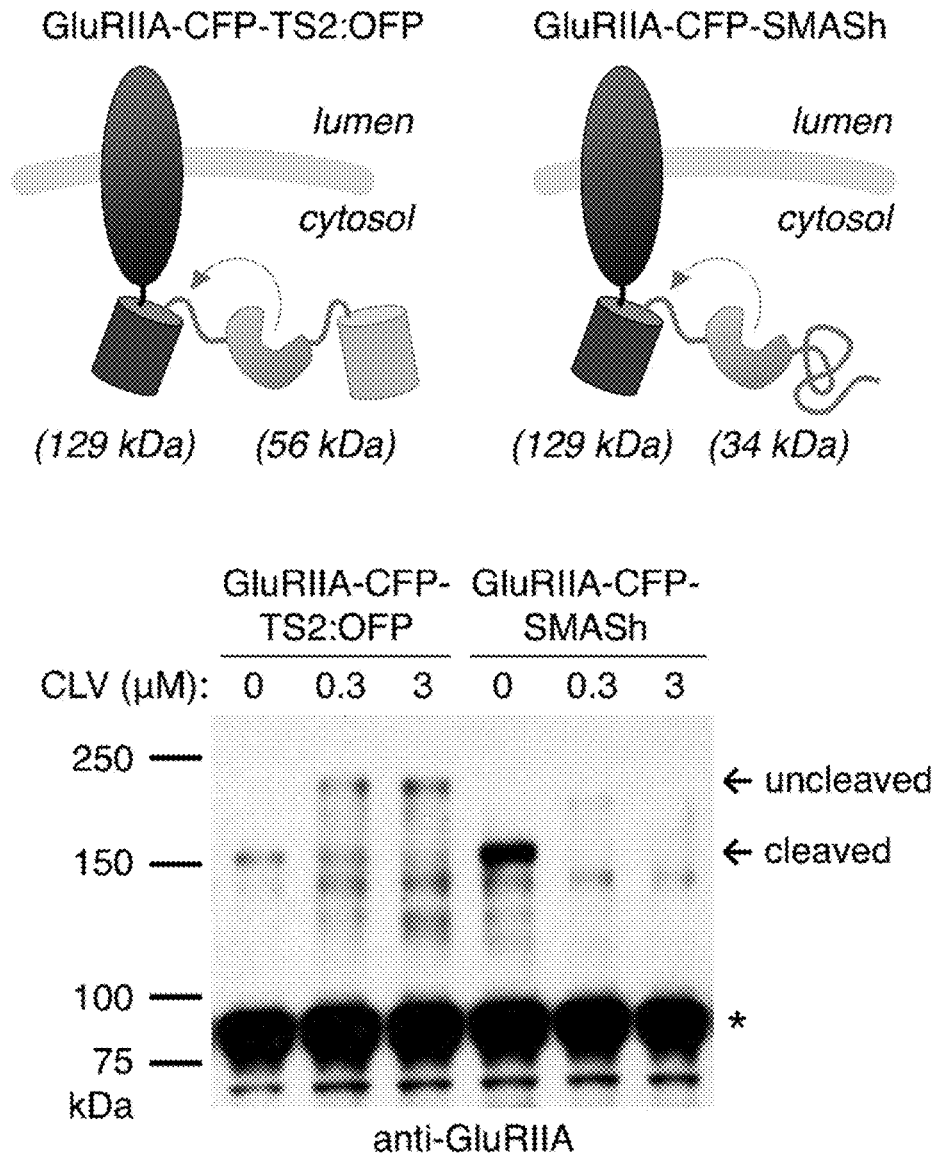 GluRIIA-CFP-TS2:OFP GluRIIA-CFP-SMASh
lumen lumen
cytosol cytosol
(129 kDa) (56 kDa) (129 kDa) (34 kDa)
GluRIIA-CFP- GluRIIA-CFP-
TS2:OFP SMASh
CLV (μM): 0 0.3 3 0 0.3 3
250
← uncleaved
150 ← cleaved
100
*
75
kDa
anti-GluRIIA